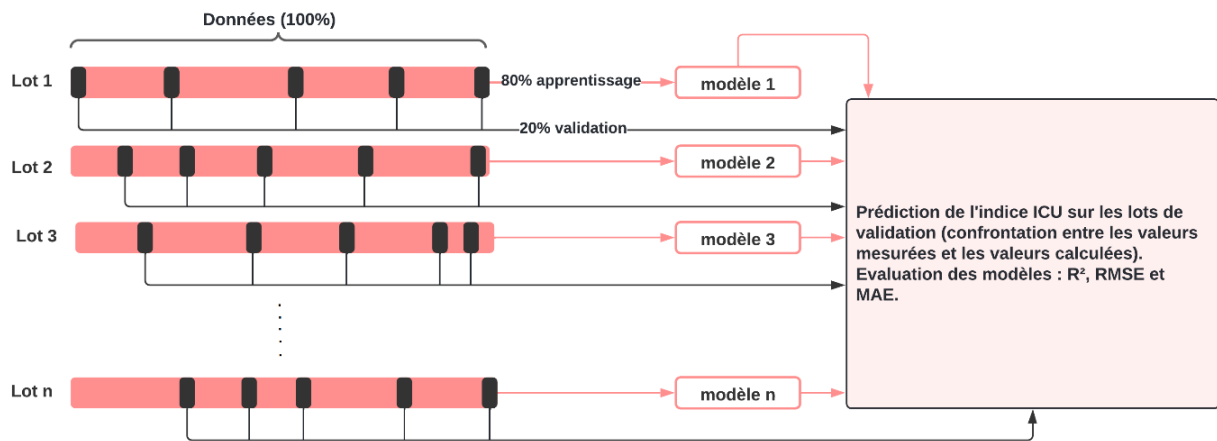 Données (100%)
Lot 1
80% apprentissage
modèle 1
20% validation
Lot 2
modèle 2
Lot 3
modèle 3
Prédiction de l'indice ICU sur les lots de
validation (confrontation entre les valeurs
mesurées et les valeurs calculées).
Evaluation des modèles : R², RMSE et
MAE.
Lot n
modèle n